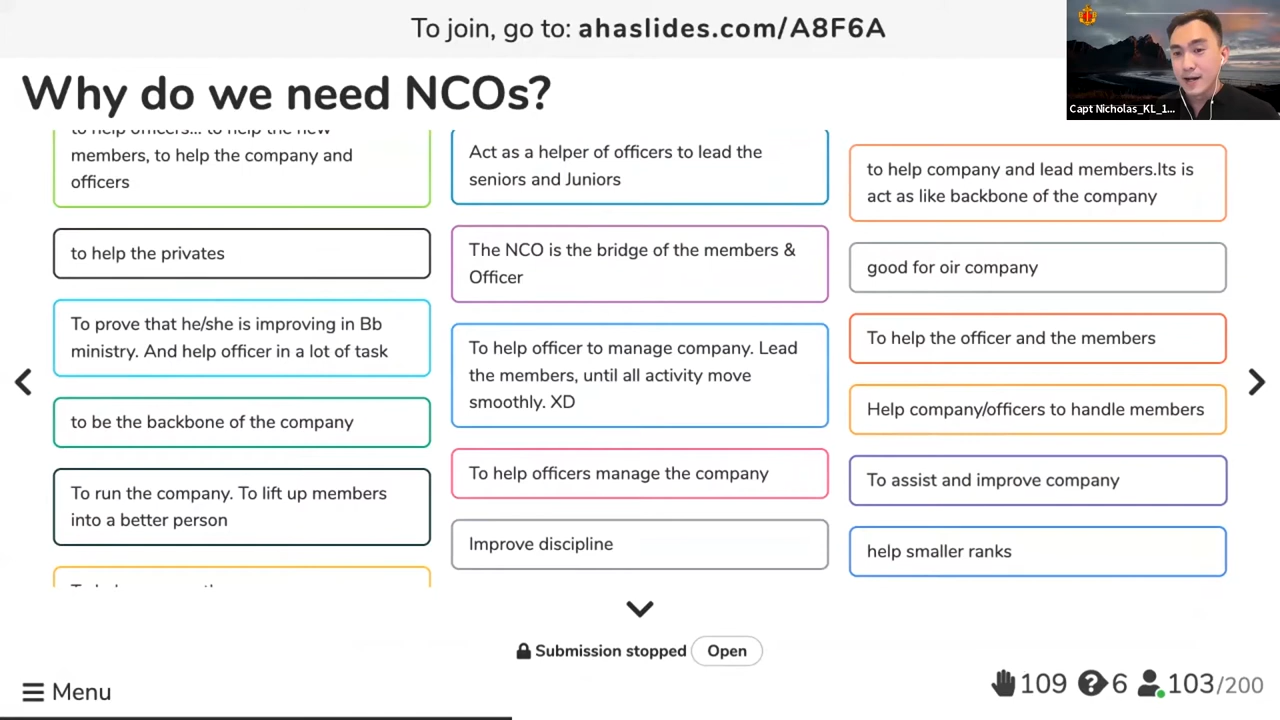 To join, go to: ahaslides.com/A8F6A
Capt Nicholas_KL_1...
Why do we need NCOs?
to help officers... to help the new
members, to help the company and
officers
to help the privates
To prove that he/she is improving in Bb
ministry. And help officer in a lot of task
to be the backbone of the company
To run the company. To lift up members
into a better person
Act as a helper of officers to lead the
seniors and Juniors
The NCO is the bridge of the members &
Officer
To help officer to manage company. Lead
the members, until all activity move
smoothly. XD
To help officers manage the company
Improve discipline
to help company and lead members.Its is
act as like backbone of the company
good for oir company
To help the officer and the members
Help company/officers to handle members
To assist and improve company
help smaller ranks
Submission stopped Open
Menu
109 6 103/200